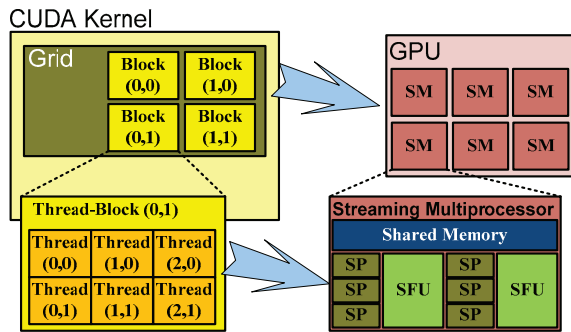 CUDA Kernel
Grid
Block Block
(0,0) (1,0)
Block Block
(0,1) (1,1)
GPU
SM SM SM
SM SM SM
Thread-Block (0,1)
Thread Thread Thread
(0,0) (1,0) (2,0)
Thread Thread Thread
(0,1) (1,1) (2,1)
Streaming Multiprocessor
Shared Memory
SP SP
SP SFU SP SFU
SP SP